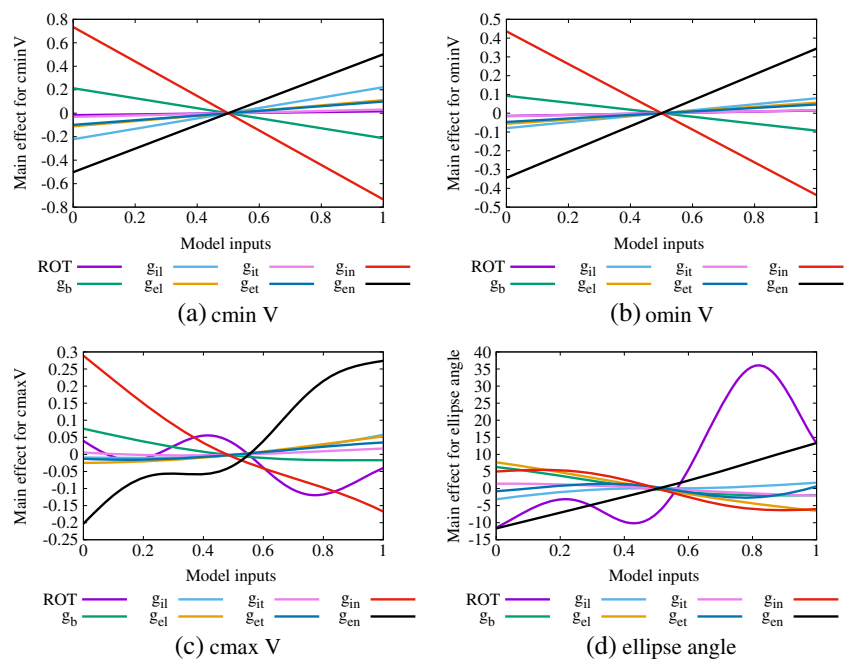 Main effect for cminV
0.8
0.6
0.4
0.2
0
-0.2
-0.4
-0.6
-0.8
0 0.2 0.4 0.6 0.8 1
Model inputs
ROT g_il g_it g_in
g_b g_el g_et g_en
(a) cmin V
Main effect for ominV
0.5
0.4
0.3
0.2
0.1
0
-0.1
-0.2
-0.3
-0.4
-0.5
0 0.2 0.4 0.6 0.8 1
Model inputs
ROT g_il g_it g_in
g_b g_el g_et g_en
(b) omin V
Main effect for cmaxV
0.3
0.25
0.2
0.15
0.1
0.05
0
-0.05
-0.1
-0.15
-0.2
-0.25
0 0.2 0.4 0.6 0.8 1
Model inputs
ROT g_il g_it g_in
g_b g_el g_et g_en
(c) cmax V
Main effect for ellipse angle
40
35
30
25
20
15
10
5
0
-5
-10
-15
0 0.2 0.4 0.6 0.8 1
Model inputs
ROT g_il g_it g_in
g_b g_el g_et g_en
(d) ellipse angle